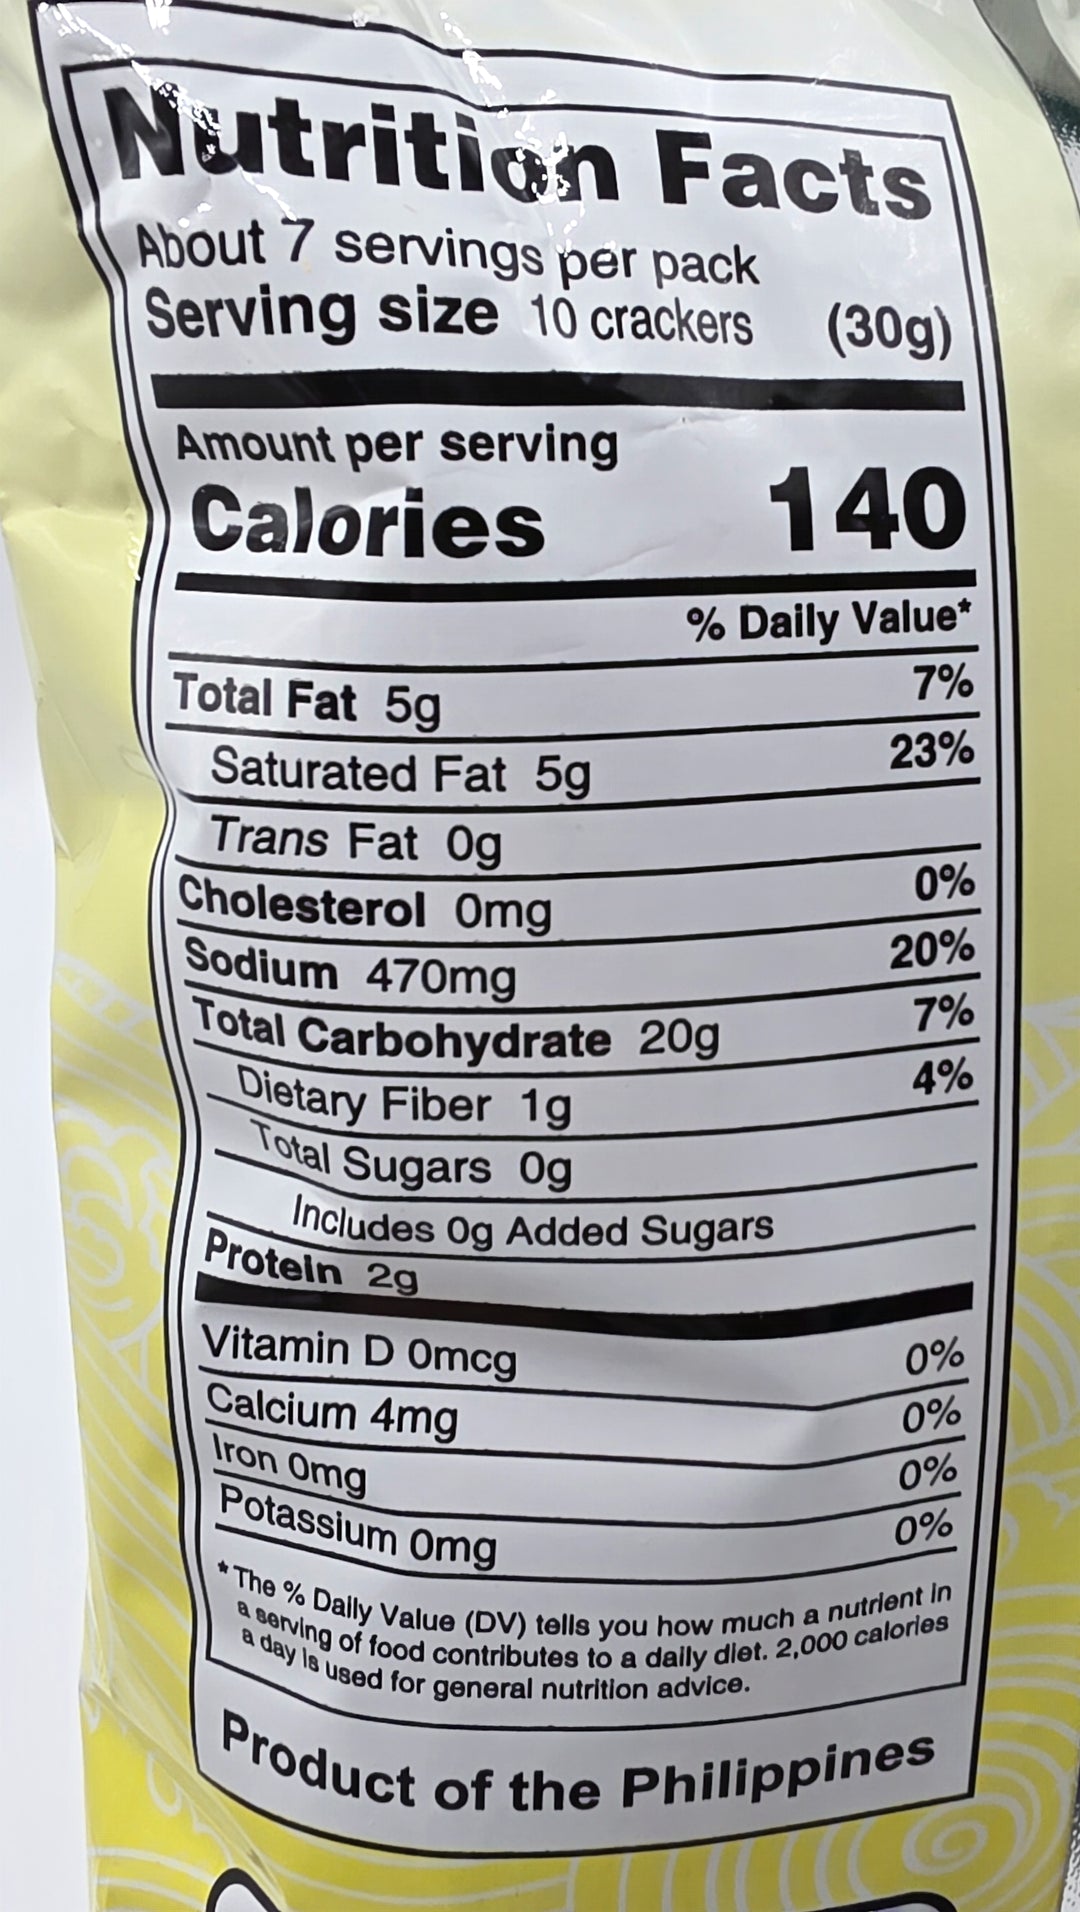 Nutrition Facts
About 7 servings per pack
Serving size 10 crackers (30g)
Amount per serving
Calories 140
% Daily Value*
Total Fat 5g 7%
Saturated Fat 5g 23%
Trans Fat 0g
Cholesterol 0mg 0%
Sodium 470mg 20%
Total Carbohydrate 20g 7%
Dietary Fiber 1g 4%
Total Sugars 0g
Includes 0g Added Sugars
Protein 2g
Vitamin D 0mcg 0%
Calcium 4mg 0%
Iron 0mg 0%
Potassium 0mg 0%
*The % Daily Value (DV) tells you how much a nutrient in
a serving of food contributes to a daily diet. 2,000 calories
a day is used for general nutrition advice.
Product of the Philippines